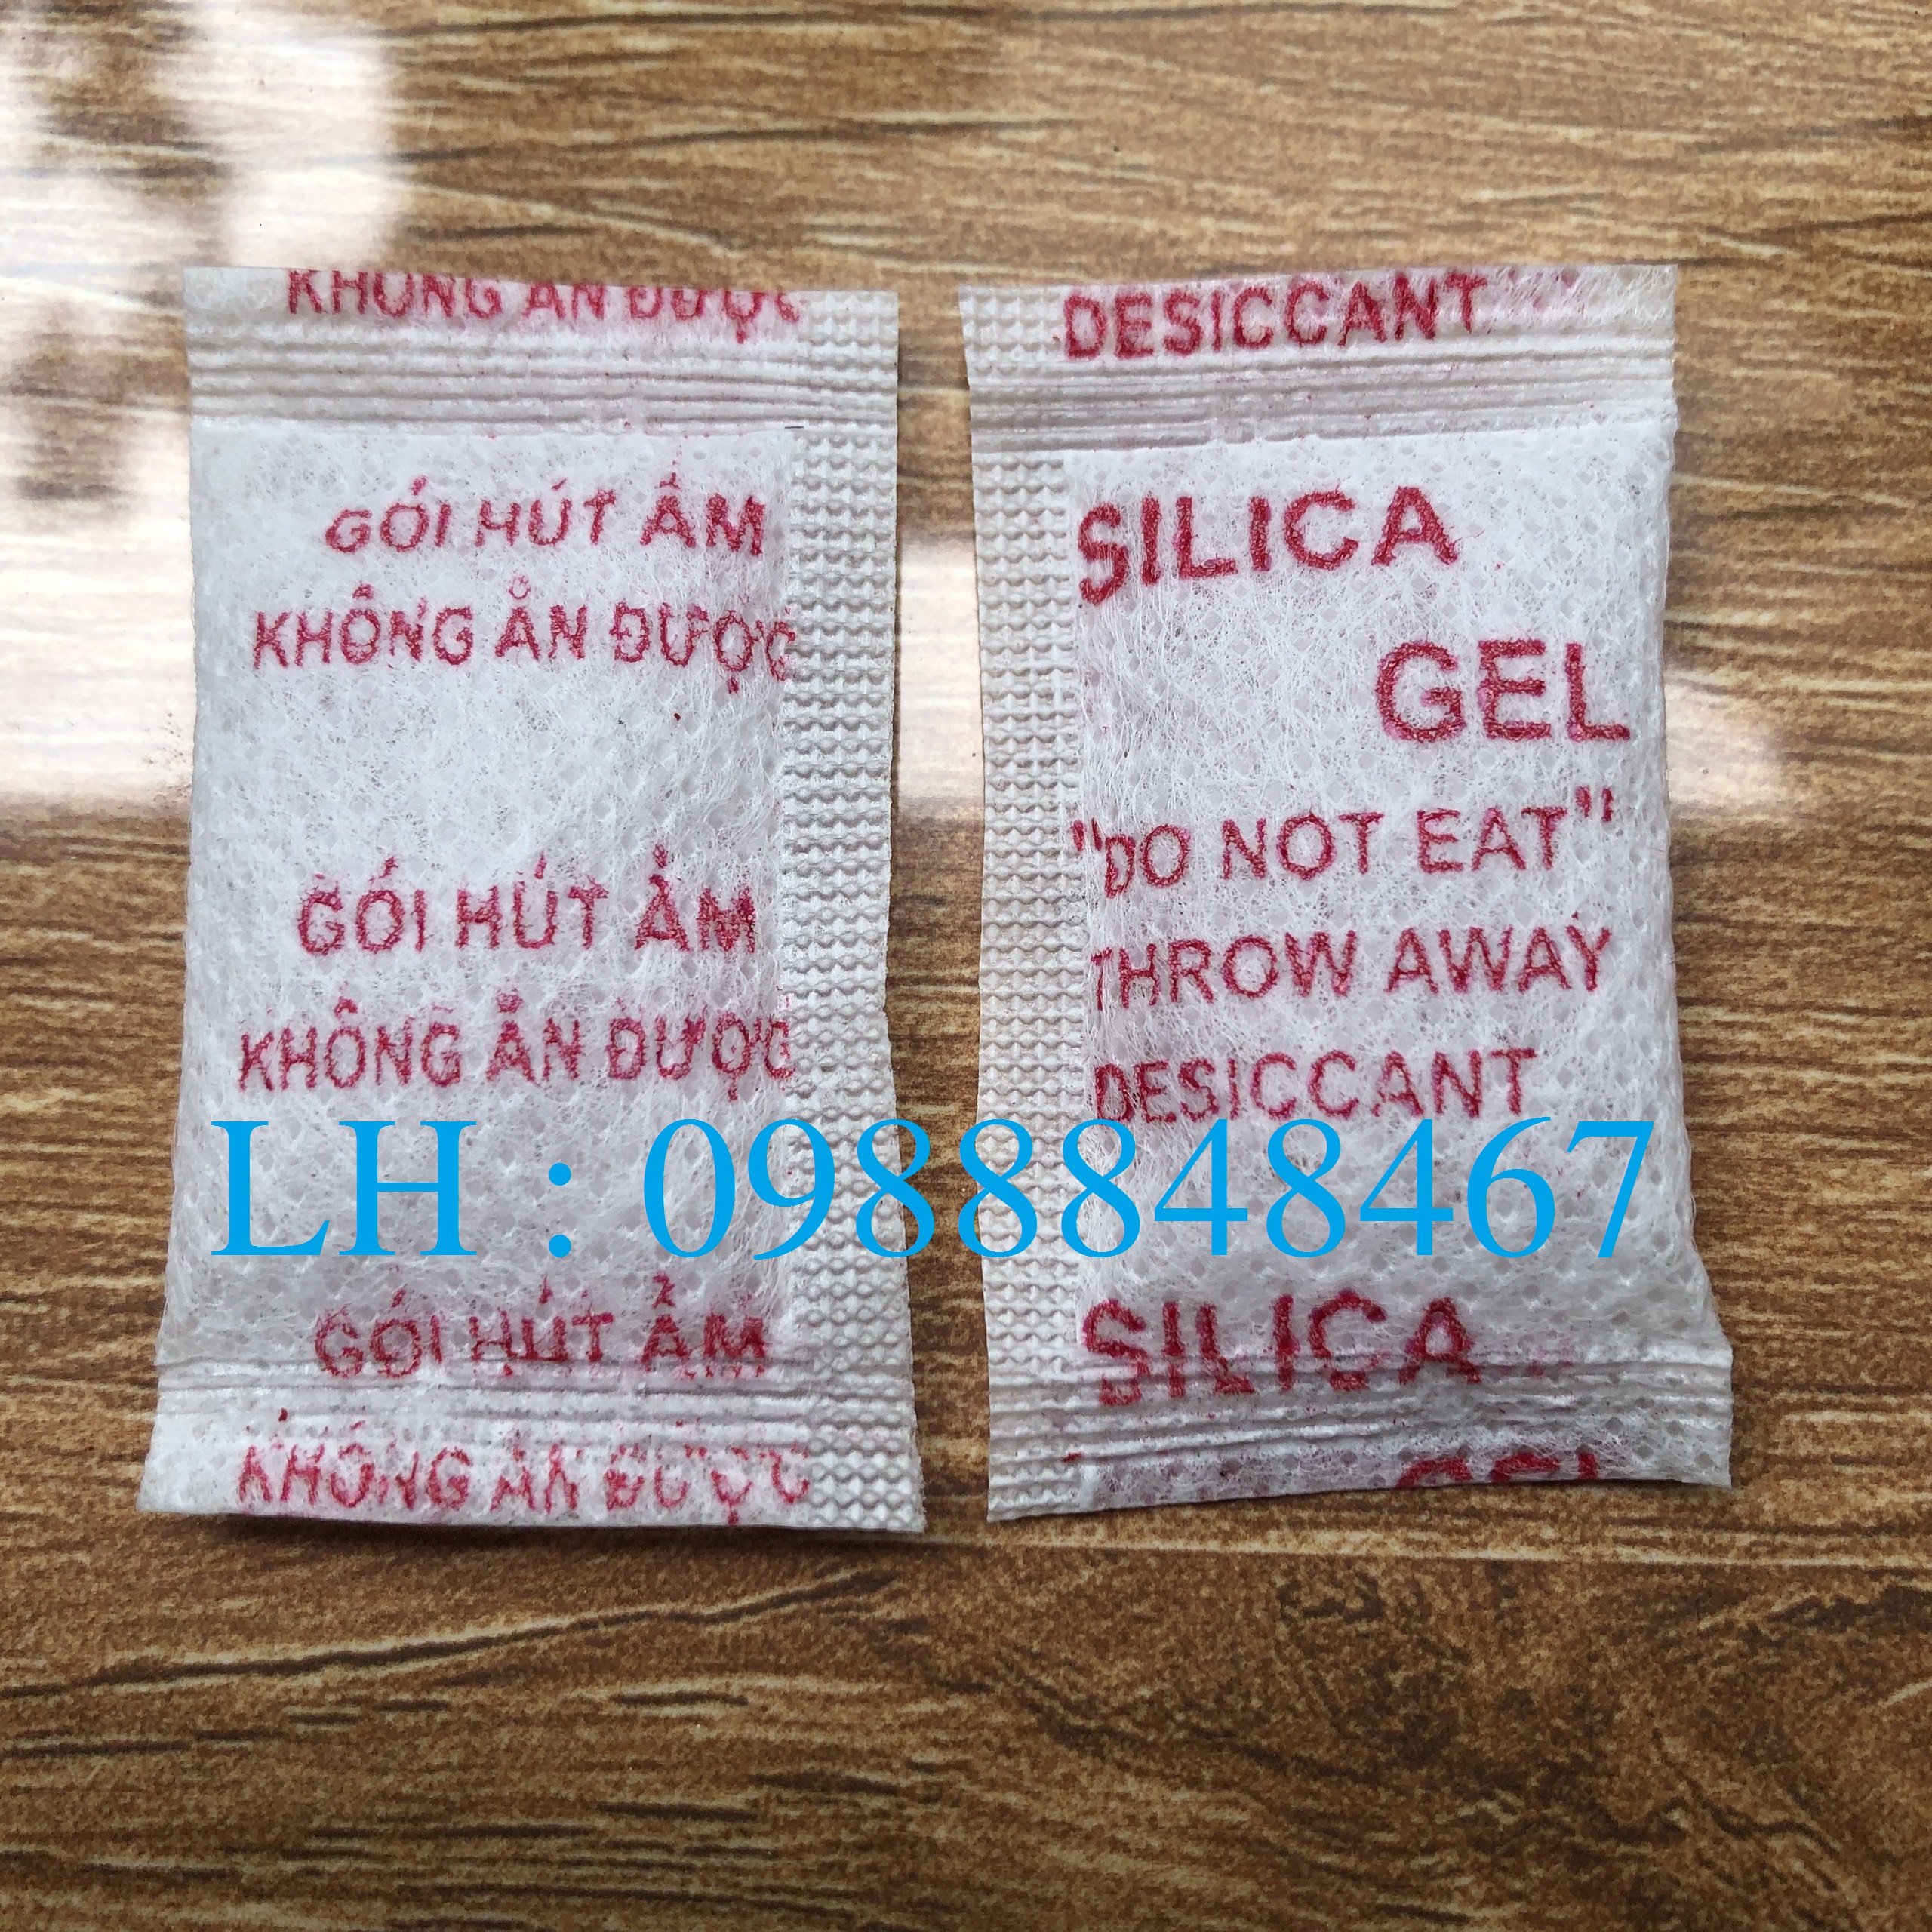 KHÔNG ĂN ĐƯỢC
GÓI HÚT ẨM
KHÔNG ĂN ĐƯỢC
GÓI HÚT ẨM
KHÔNG ĂN ĐƯỢC
GÓI HÚT ẨM
KHÔNG ĂN ĐƯỢC
DESICCANT
SILICA
GEL
"DO NOT EAT"
THROW AWAY
DESICCANT
SILICA
GEL
LH : 0988848467